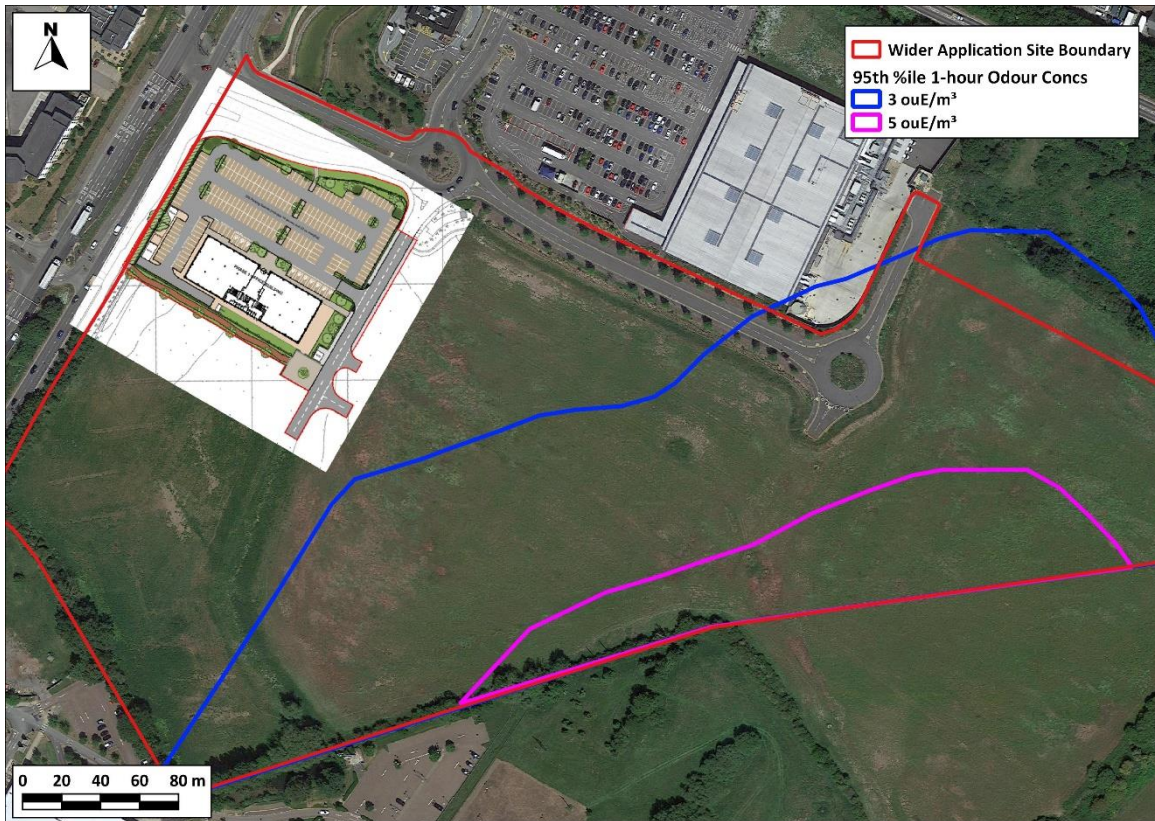 N
Wider Application Site Boundary
95th %ile 1-hour Odour Concs
3 ouE/m³
5 ouE/m³
0 20 40 60 80 m